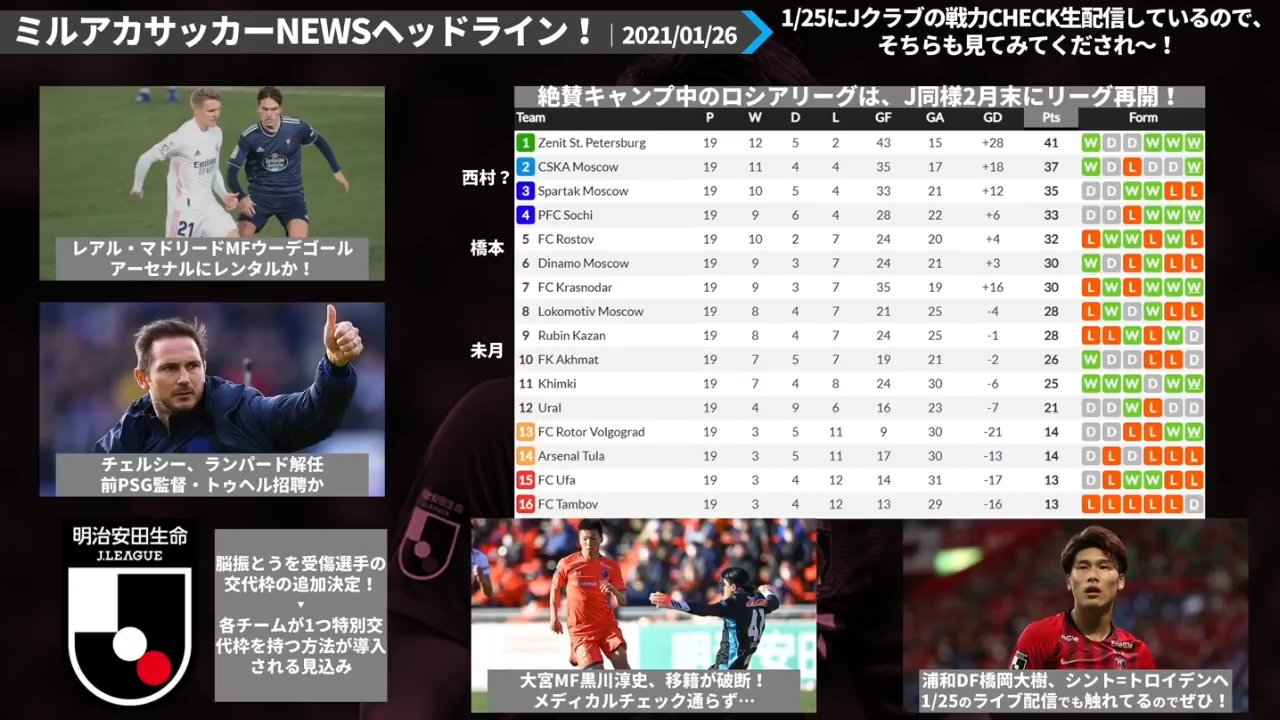 ミルアカサッカーNEWSヘッドライン！｜2021/01/26
1/25にJクラブの戦力CHECK生配信しているので、
そちらも見てみてくだされ〜！
レアル・マドリードMFウーデゴール
アーセナルにレンタルか！
チェルシー、ランパード解任
前PSG監督・トゥヘル招聘か
明治安田生命
J.LEAGUE
脳振とうを受傷選手の
交代枠の追加決定！
▼
各チームが1つ特別交
代枠を持つ方法が導入
される見込み
絶賛キャンプ中のロシアリーグは、J同様2月末にリーグ再開！
Team P W D L GF GA GD Pts Form
1 Zenit St. Petersburg 19 12 5 2 43 15 +28 41 W D D W W W
西村？ 2 CSKA Moscow 19 11 4 4 35 17 +18 37 W D L D D W
3 Spartak Moscow 19 10 5 4 33 21 +12 35 D D W W L L
4 PFC Sochi 19 9 6 4 28 22 +6 33 D D L W W W
橋本 5 FC Rostov 19 10 2 7 24 20 +4 32 L W W L W L
6 Dinamo Moscow 19 9 3 7 24 21 +3 30 W D L W L L
7 FC Krasnodar 19 9 3 7 35 19 +16 30 L W L W W W
8 Lokomotiv Moscow 19 8 4 7 21 25 -4 28 L W D W L L
未月 9 Rubin Kazan 19 8 4 7 24 25 -1 28 L L W L W D
10 FK Akhmat 19 7 5 7 19 21 -2 26 W D D L L D
11 Khimki 19 7 4 8 24 30 -6 25 W W W D W W
12 Ural 19 4 9 6 16 23 -7 21 D D W L D D
13 FC Rotor Volgograd 19 3 5 11 9 30 -21 14 D D L L W W
14 Arsenal Tula 19 3 5 11 17 30 -13 14 D L D L L L
15 FC Ufa 19 3 4 12 14 31 -17 13 D L W W L L
16 FC Tambov 19 3 4 12 13 29 -16 13 L L L L L D
大宮MF黒川淳史、移籍が破断！
メディカルチェック通らず…
浦和DF橋岡大樹、シント=トロイデンへ
1/25のライブ配信でも触れてるのでぜひ！